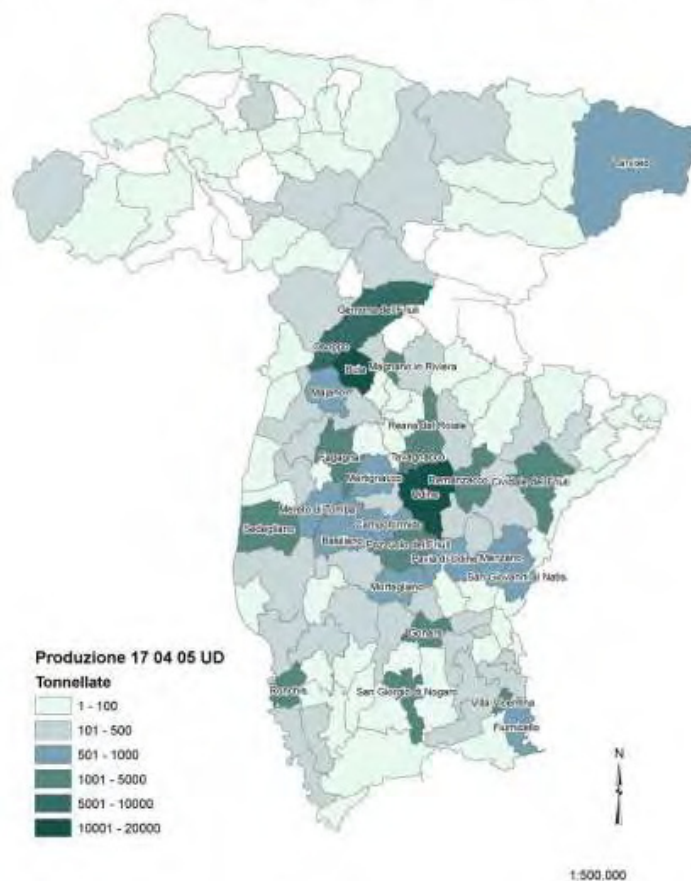 Tarvisio
Gemona del Friuli
Osoppo
Buia
Magnano in Riviera
Majano
Reana del Roiale
Fagagna
Tavagnacco
Martignacco
Remanzacco
Cividale del Friuli
Udine
Mereto di Tomba
Sedegliano
Campoformido
Basiliano
Pozzuolo del Friuli
Pavia di Udine
Manzano
San Giovanni al Natis.
Mortegliano
Gonars
Produzione 17 04 05 UD
Tonnellate
1 - 100
101 - 500
501 - 1000
1001 - 5000
5001 - 10000
10001 - 20000
Ronchis
San Giorgio di Nogaro
Villa Vicentina
Fiumicello
N
1:500.000